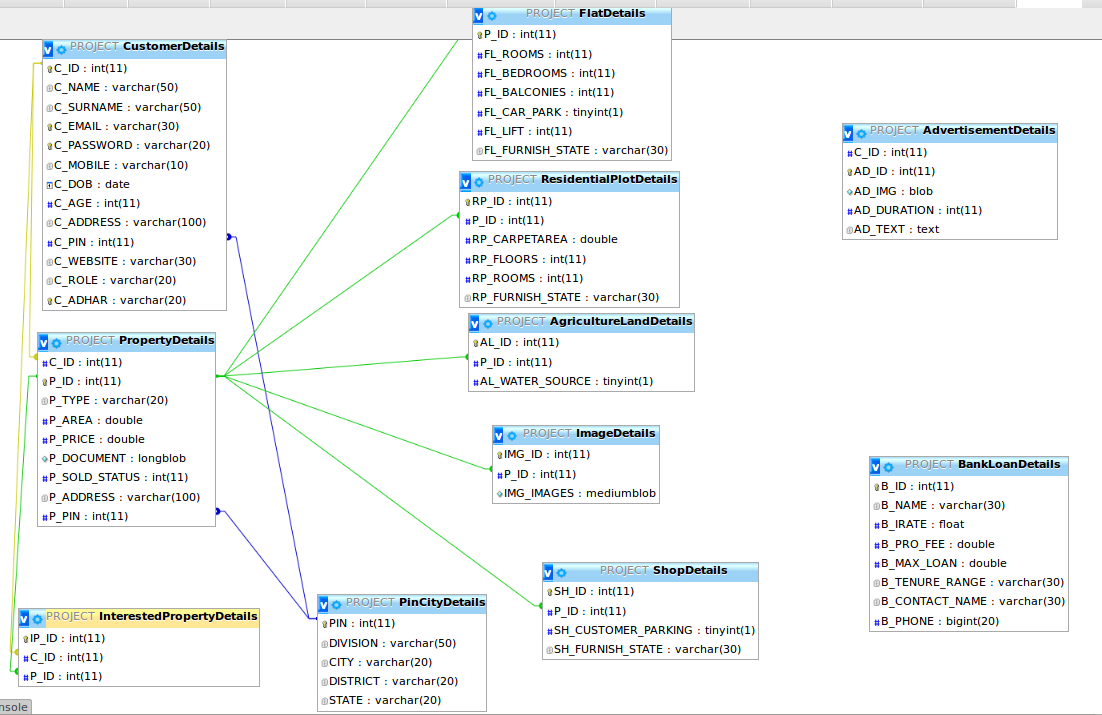 PROJECT CustomerDetails
C_ID : int(11)
C_NAME : varchar(50)
C_SURNAME : varchar(50)
C_EMAIL : varchar(30)
C_PASSWORD : varchar(20)
C_MOBILE : varchar(10)
C_DOB : date
C_AGE : int(11)
C_ADDRESS : varchar(100)
C_PIN : int(11)
C_WEBSITE : varchar(30)
C_ROLE : varchar(20)
C_ADHAR : varchar(20)
PROJECT PropertyDetails
C_ID : int(11)
P_ID : int(11)
P_TYPE : varchar(20)
P_AREA : double
P_PRICE : double
P_DOCUMENT : longblob
P_SOLD_STATUS : int(11)
P_ADDRESS : varchar(100)
P_PIN : int(11)
PROJECT InterestedPropertyDetails
IP_ID : int(11)
C_ID : int(11)
P_ID : int(11)
nsole
PROJECT PinCityDetails
PIN : int(11)
DIVISION : varchar(50)
CITY : varchar(20)
DISTRICT : varchar(20)
STATE : varchar(20)
PROJECT FlatDetails
P_ID : int(11)
FL_ROOMS : int(11)
FL_BEDROOMS : int(11)
FL_BALCONIES : int(11)
FL_CAR_PARK : tinyint(1)
FL_LIFT : int(11)
FL_FURNISH_STATE : varchar(30)
PROJECT ResidentialPlotDetails
RP_ID : int(11)
P_ID : int(11)
RP_CARPETAREA : double
RP_FLOORS : int(11)
RP_ROOMS : int(11)
RP_FURNISH_STATE : varchar(30)
PROJECT AgricultureLandDetails
AL_ID : int(11)
P_ID : int(11)
AL_WATER_SOURCE : tinyint(1)
PROJECT ImageDetails
IMG_ID : int(11)
P_ID : int(11)
IMG_IMAGES : mediumblob
PROJECT ShopDetails
SH_ID : int(11)
P_ID : int(11)
SH_CUSTOMER_PARKING : tinyint(1)
SH_FURNISH_STATE : varchar(30)
PROJECT AdvertisementDetails
C_ID : int(11)
AD_ID : int(11)
AD_IMG : blob
AD_DURATION : int(11)
AD_TEXT : text
PROJECT BankLoanDetails
B_ID : int(11)
B_NAME : varchar(30)
B_IRATE : float
B_PRO_FEE : double
B_MAX_LOAN : double
B_TENURE_RANGE : varchar(30)
B_CONTACT_NAME : varchar(30)
B_PHONE : bigint(20)